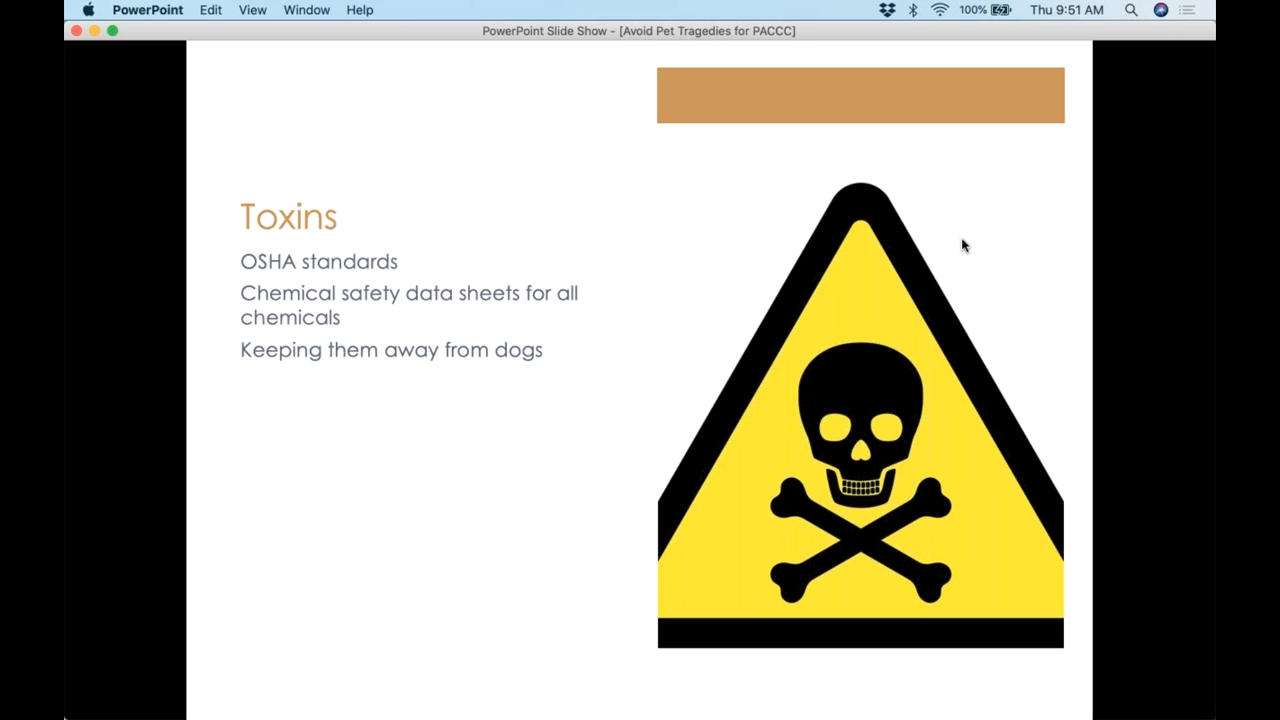 PowerPoint Edit View Window Help 100% Thu 9:51 AM
PowerPoint Slide Show - [Avoid Pet Tragedies for PACCC]
Toxins
OSHA standards
Chemical safety data sheets for all
chemicals
Keeping them away from dogs